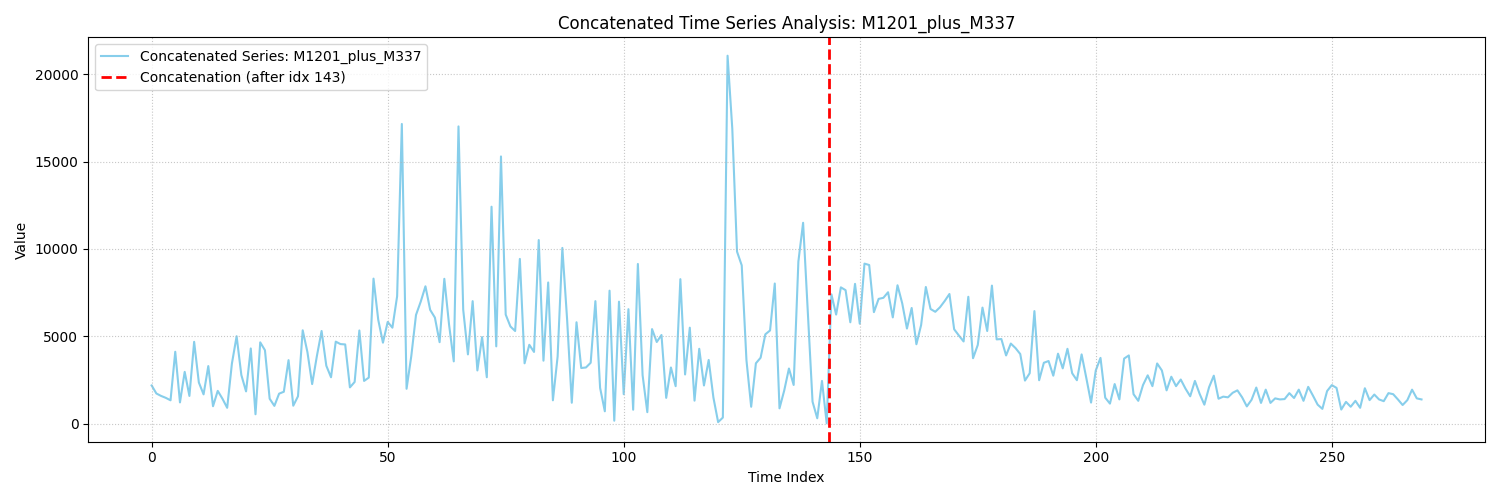 Concatenated Time Series Analysis: M1201_plus_M337
Concatenated Series: M1201_plus_M337
Concatenation (after idx 143)
Value
20000
15000
10000
5000
0
0 50 100 150 200 250
Time Index